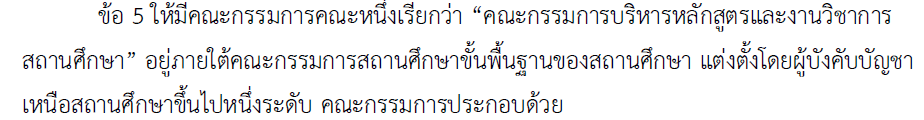 ข้อ 5 ให้มีคณะกรรมการคณะหนึ่งเรียกว่า “คณะกรรมการบริหารหลักสูตรและงานวิชาการ
สถานศึกษา” อยู่ภายใต้คณะกรรมการสถานศึกษาขั้นพื้นฐานของสถานศึกษา แต่งตั้งโดยผู้บังคับบัญชา
เหนือสถานศึกษาขึ้นไปหนึ่งระดับ คณะกรรมการประกอบด้วย